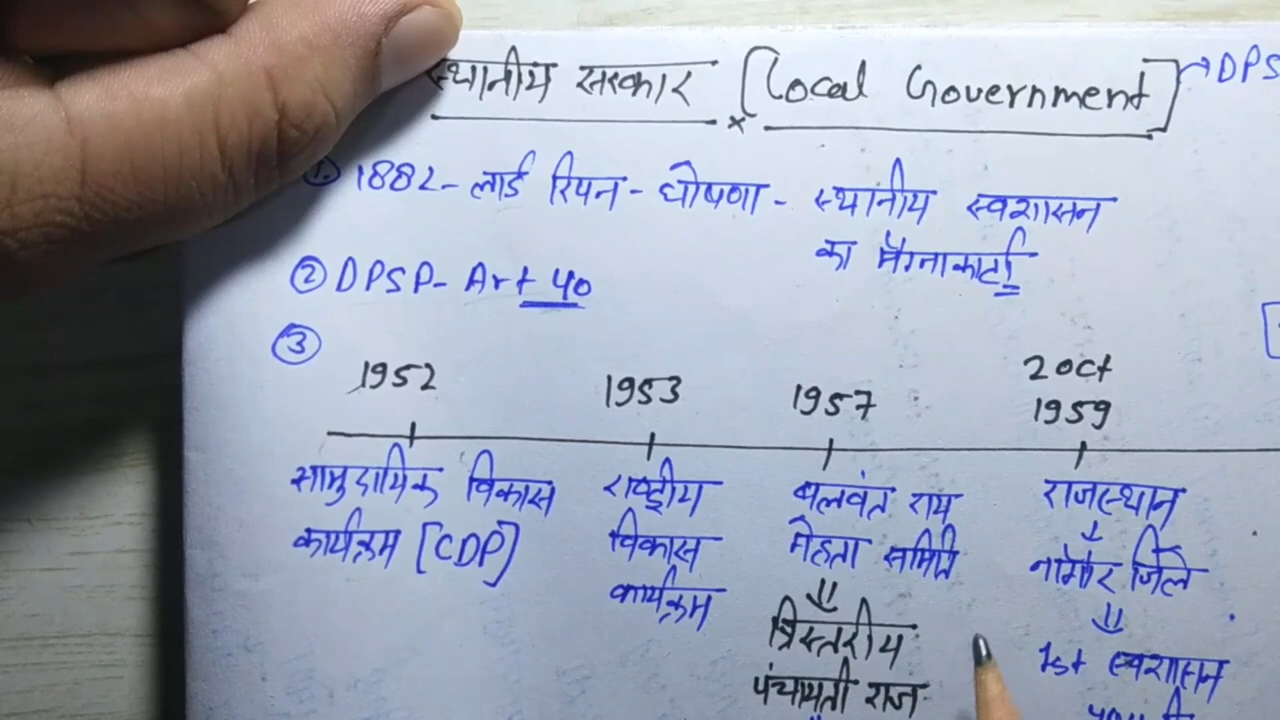 स्थानीय सरकार [Local Government] → DPS
1. 1882 - लार्ड रिपन - घोषणा - स्थानीय स्वशासन
का मैग्नाकार्टा
② DPSP - Art 40
③
1952
सामुदायिक विकास
कार्यक्रम [CDP]
1953
राष्ट्रीय
विकास
कार्यक्रम
1957
बलवंत राय
मेहता समिति
⇓
त्रिस्तरीय
पंचायती राज
2 Oct
1959
राजस्थान
↓
नागौर जिले
⇓
1st स्वशासन